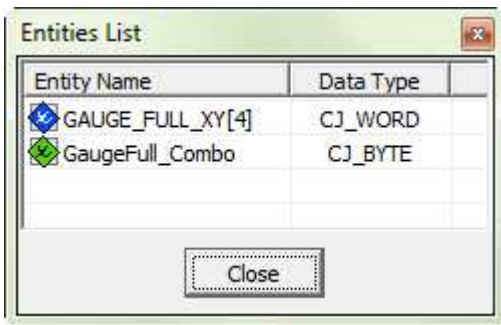 Entities List
Entity Name Data Type
GAUGE_FULL_XY[4] CJ_WORD
GaugeFull_Combo CJ_BYTE
Close